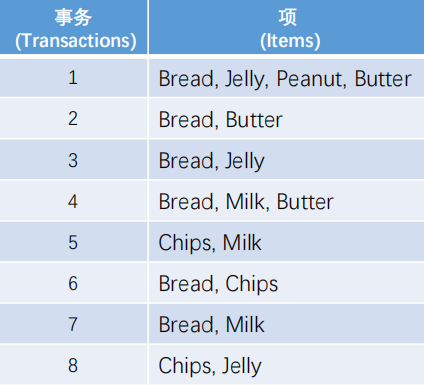 事务 项
(Transactions) (Items)
1 Bread, Jelly, Peanut, Butter
2 Bread, Butter
3 Bread, Jelly
4 Bread, Milk, Butter
5 Chips, Milk
6 Bread, Chips
7 Bread, Milk
8 Chips, Jelly